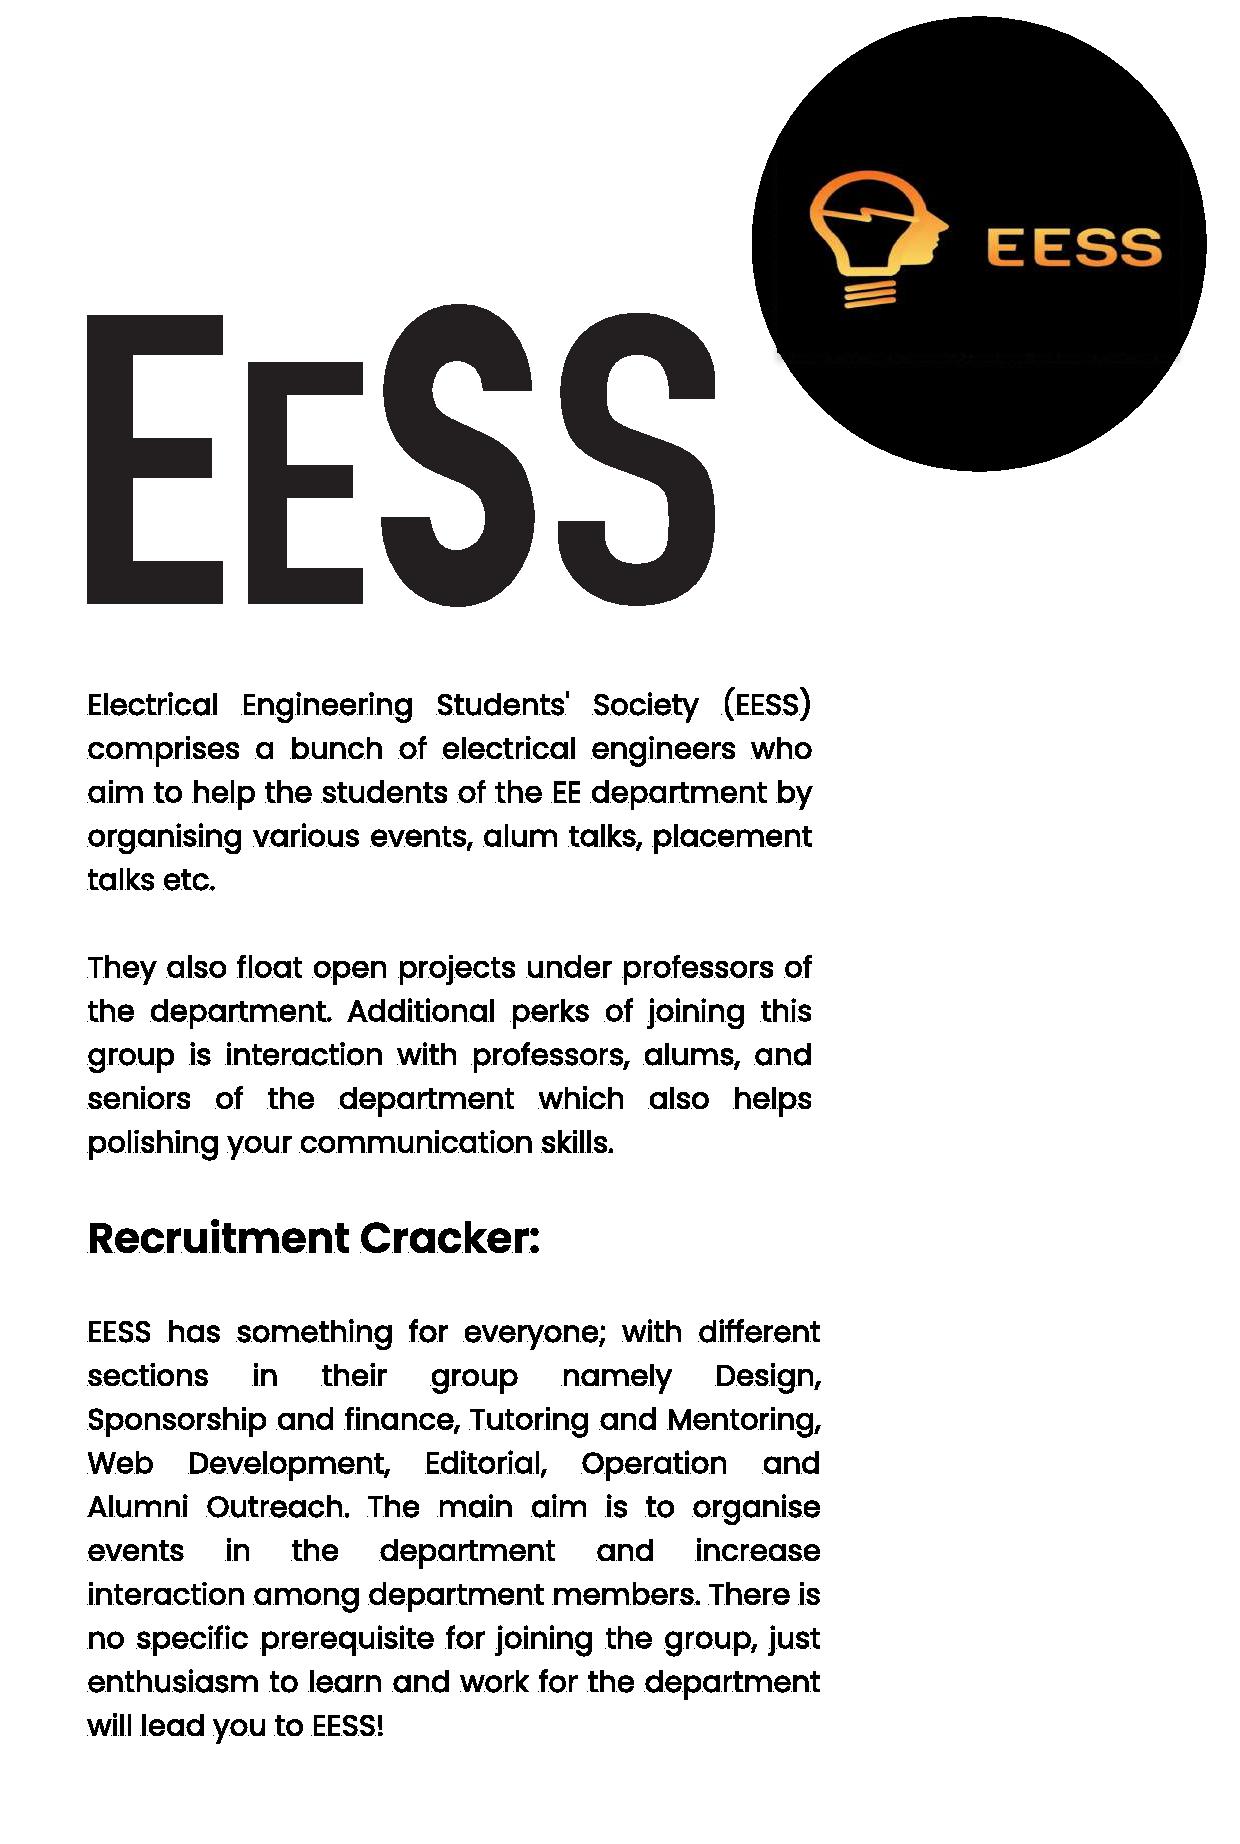 EESS
EESS
Electrical Engineering Students' Society (EESS)
comprises a bunch of electrical engineers who
aim to help the students of the EE department by
organising various events, alum talks, placement
talks etc.
They also float open projects under professors of
the department. Additional perks of joining this
group is interaction with professors, alums, and
seniors of the department which also helps
polishing your communication skills.
Recruitment Cracker:
EESS has something for everyone; with different
sections in their group namely Design,
Sponsorship and finance, Tutoring and Mentoring,
Web Development, Editorial, Operation and
Alumni Outreach. The main aim is to organise
events in the department and increase
interaction among department members. There is
no specific prerequisite for joining the group, just
enthusiasm to learn and work for the department
will lead you to EESS!